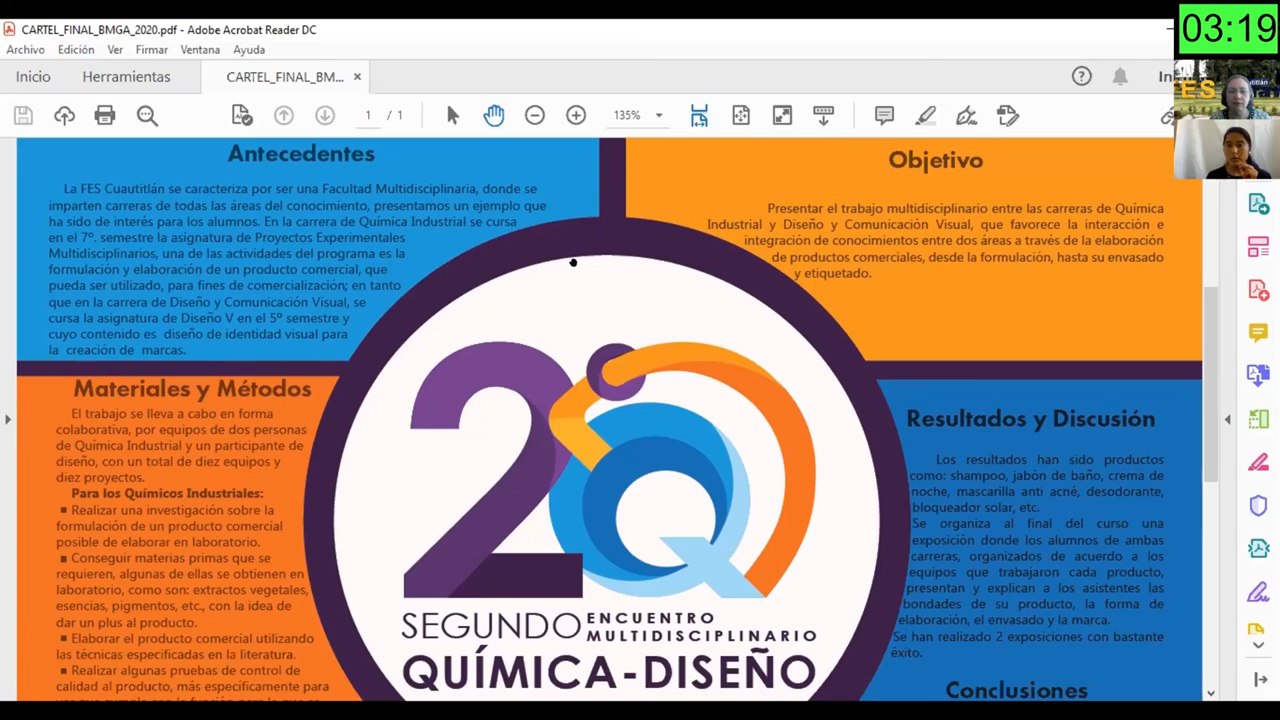 CARTEL_FINAL_BMGA_2020.pdf - Adobe Acrobat Reader DC
Archivo Edición Ver Firmar Ventana Ayuda
Inicio Herramientas CARTEL_FINAL_BM... ×
1 / 1 135%
03:19
Antecedentes
La FES Cuautitlán se caracteriza por ser una Facultad Multidisciplinaria, donde se
imparten carreras de todas las áreas del conocimiento, presentamos un ejemplo que
ha sido de interés para los alumnos. En la carrera de Química Industrial se cursa
en el 7º. semestre la asignatura de Proyectos Experimentales
Multidisciplinarios, una de las actividades del programa es la
formulación y elaboración de un producto comercial, que
pueda ser utilizado, para fines de comercialización; en tanto
que en la carrera de Diseño y Comunicación Visual, se
cursa la asignatura de Diseño V en el 5º semestre y
cuyo contenido es diseño de identidad visual para
la creación de marcas.
Objetivo
Presentar el trabajo multidisciplinario entre las carreras de Química
Industrial y Diseño y Comunicación Visual, que favorece la interacción e
integración de conocimientos entre dos áreas a través de la elaboración
de productos comerciales, desde la formulación, hasta su envasado
y etiquetado.
Materiales y Métodos
El trabajo se lleva a cabo en forma
colaborativa, por equipos de dos personas
de Química Industrial y un participante de
diseño, con un total de diez equipos y
diez proyectos.
Para los Químicos Industriales:
▪ Realizar una investigación sobre la
formulación de un producto comercial
posible de elaborar en laboratorio.
▪ Conseguir materias primas que se
requieren, algunas de ellas se obtienen en
laboratorio, como son: extractos vegetales,
esencias, pigmentos, etc., con la idea de
dar un plus al producto.
▪ Elaborar el producto comercial utilizando
las técnicas especificadas en la literatura.
▪ Realizar algunas pruebas de control de
calidad al producto, más específicamente para
2 Q
SEGUNDO ENCUENTRO
MULTIDISCIPLINARIO
QUÍMICA-DISEÑO
Resultados y Discusión
Los resultados han sido productos
como: shampoo, jabón de baño, crema de
noche, mascarilla anti acné, desodorante,
bloqueador solar, etc.
Se organiza al final del curso una
exposición donde los alumnos de ambas
carreras, organizados de acuerdo a los
equipos que trabajaron cada producto,
presentan y explican a los asistentes las
bondades de su producto, la forma de
elaboración, el envasado y la marca.
Se han realizado 2 exposiciones con bastante
éxito.
Conclusiones